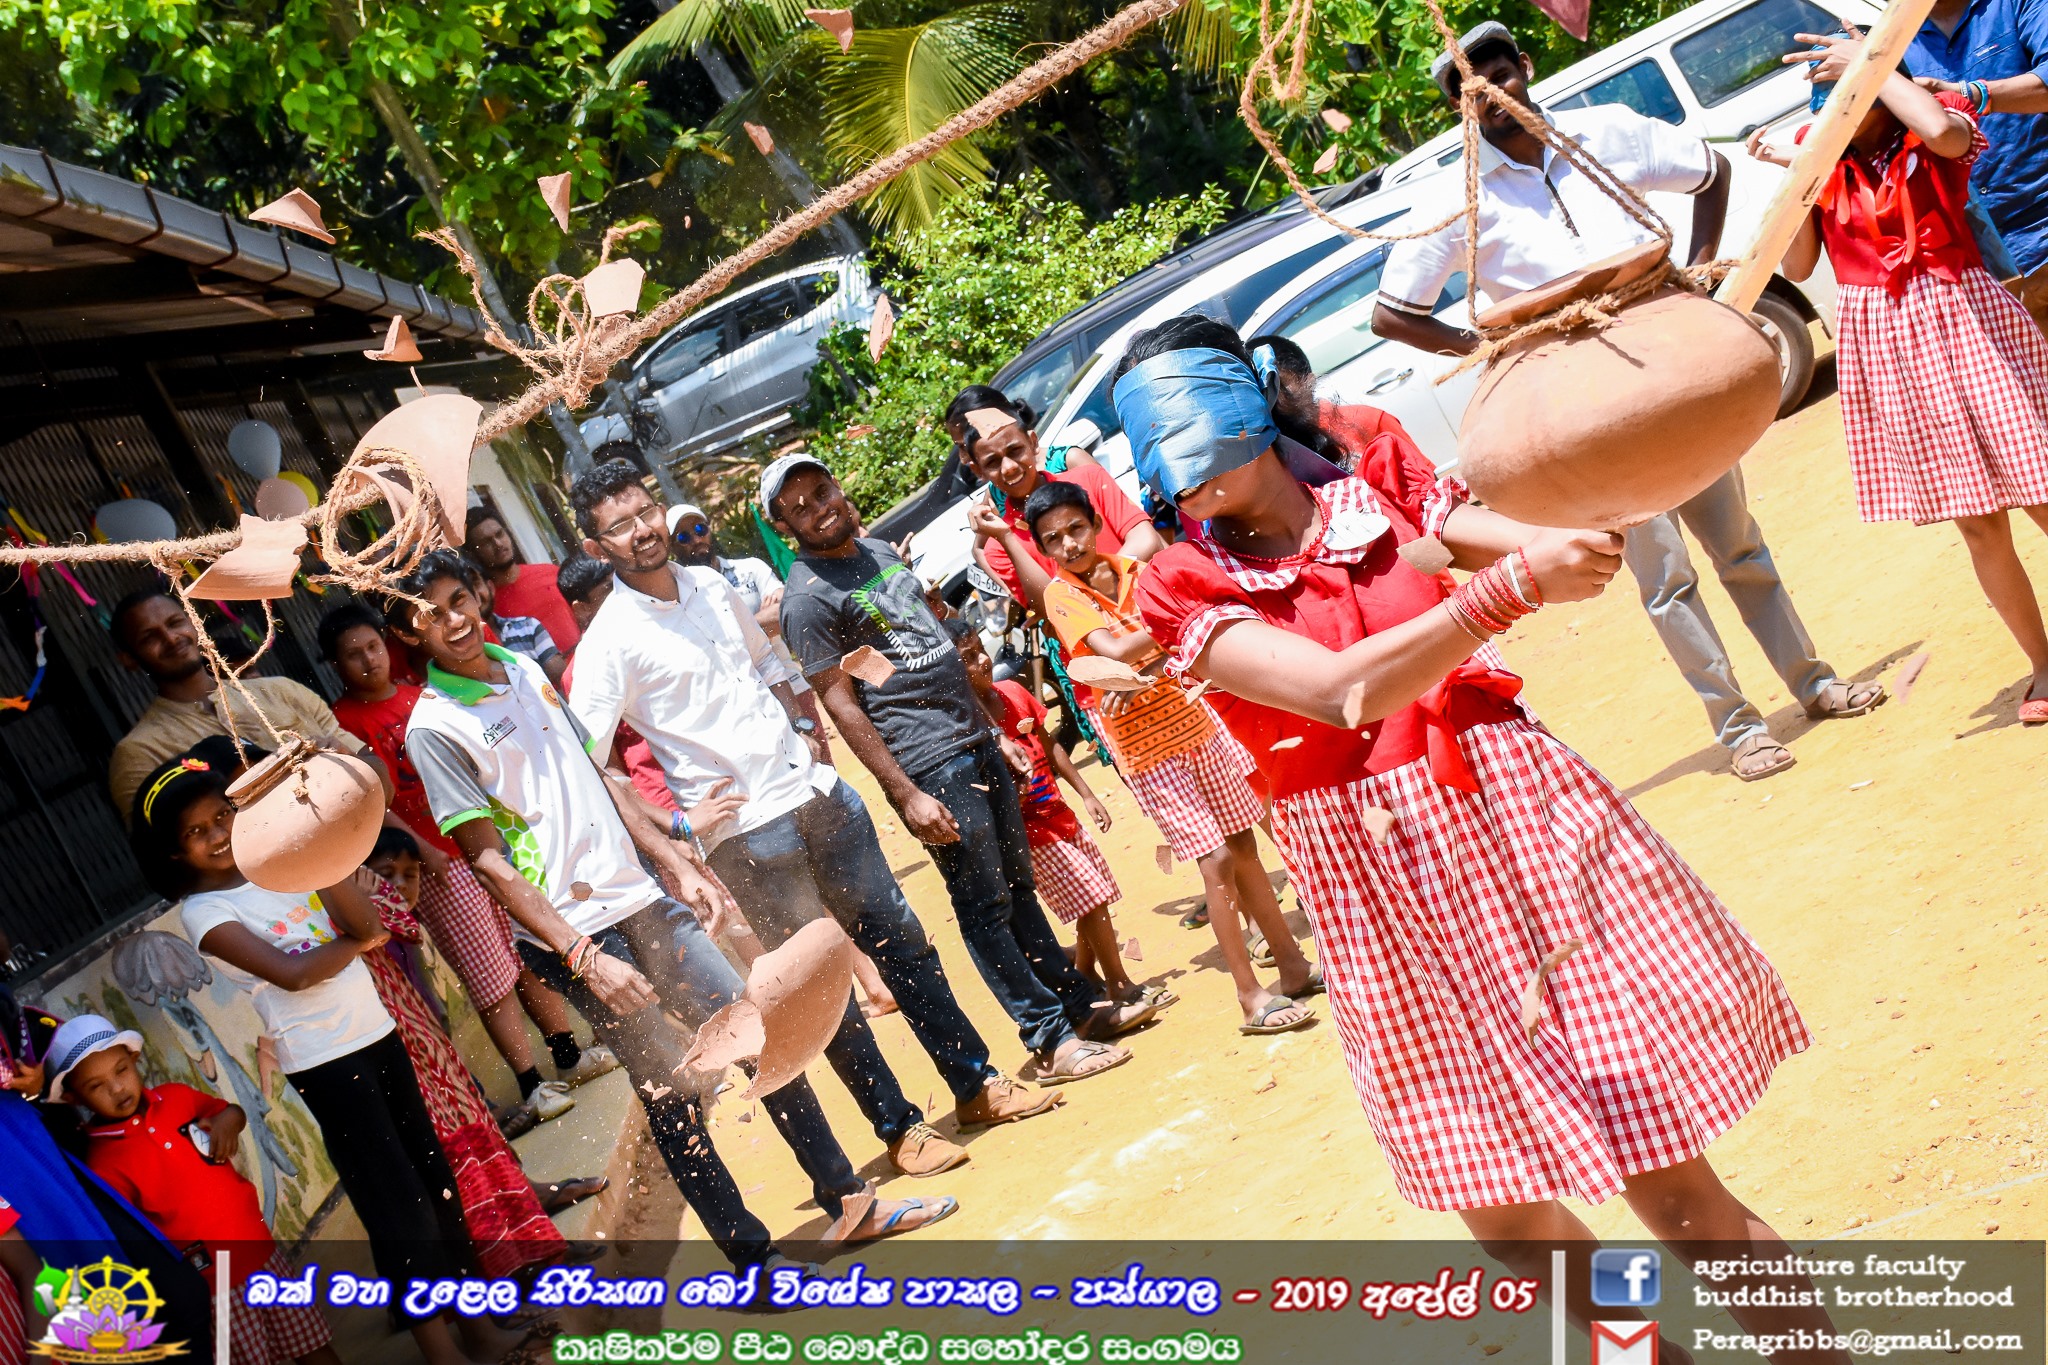 බක් මහ උළෙල සිරිසඟ බෝ විශේෂ පාසල - පස්යාල - 2019 අප්‍රේල් 05
කෘෂිකර්ම පීඨ බෞද්ධ සහෝදර සංගමය
agriculture faculty
buddhist brotherhood
Peragribbs@gmail.com